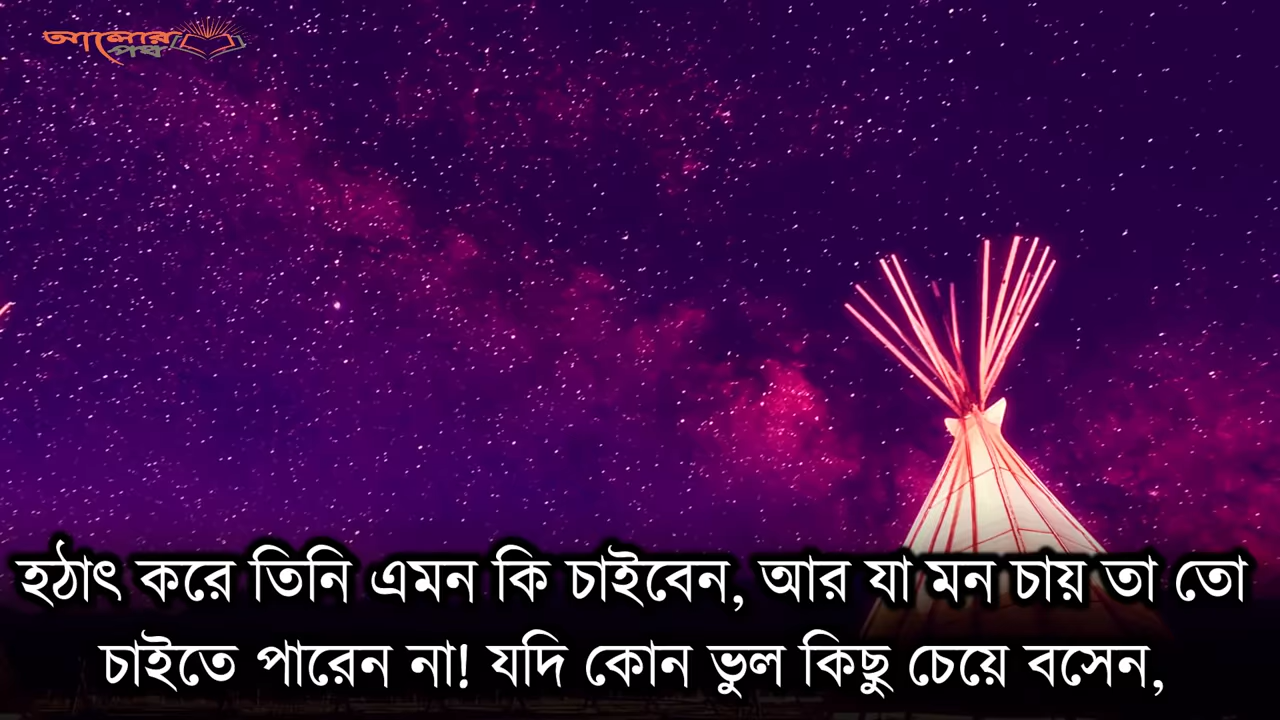 আলোর
পথ
হঠাৎ করে তিনি এমন কি চাইবেন, আর যা মন চায় তা তো
চাইতে পারেন না! যদি কোন ভুল কিছু চেয়ে বসেন,